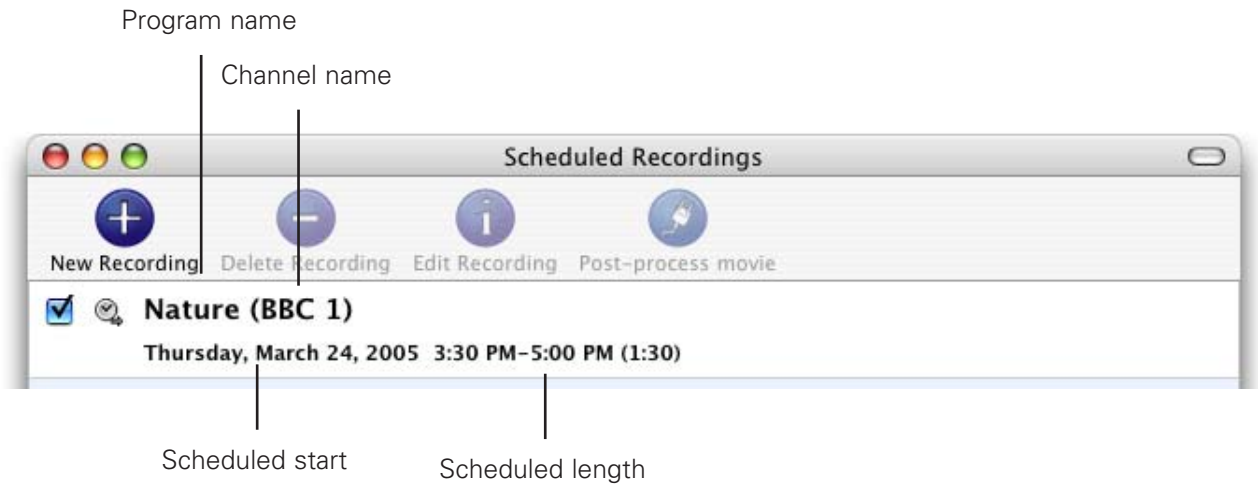 Program name
Channel name
Scheduled Recordings
New Recording Delete Recording Edit Recording Post-process movie
Nature (BBC 1)
Thursday, March 24, 2005 3:30 PM–5:00 PM (1:30)
Scheduled start
Scheduled length